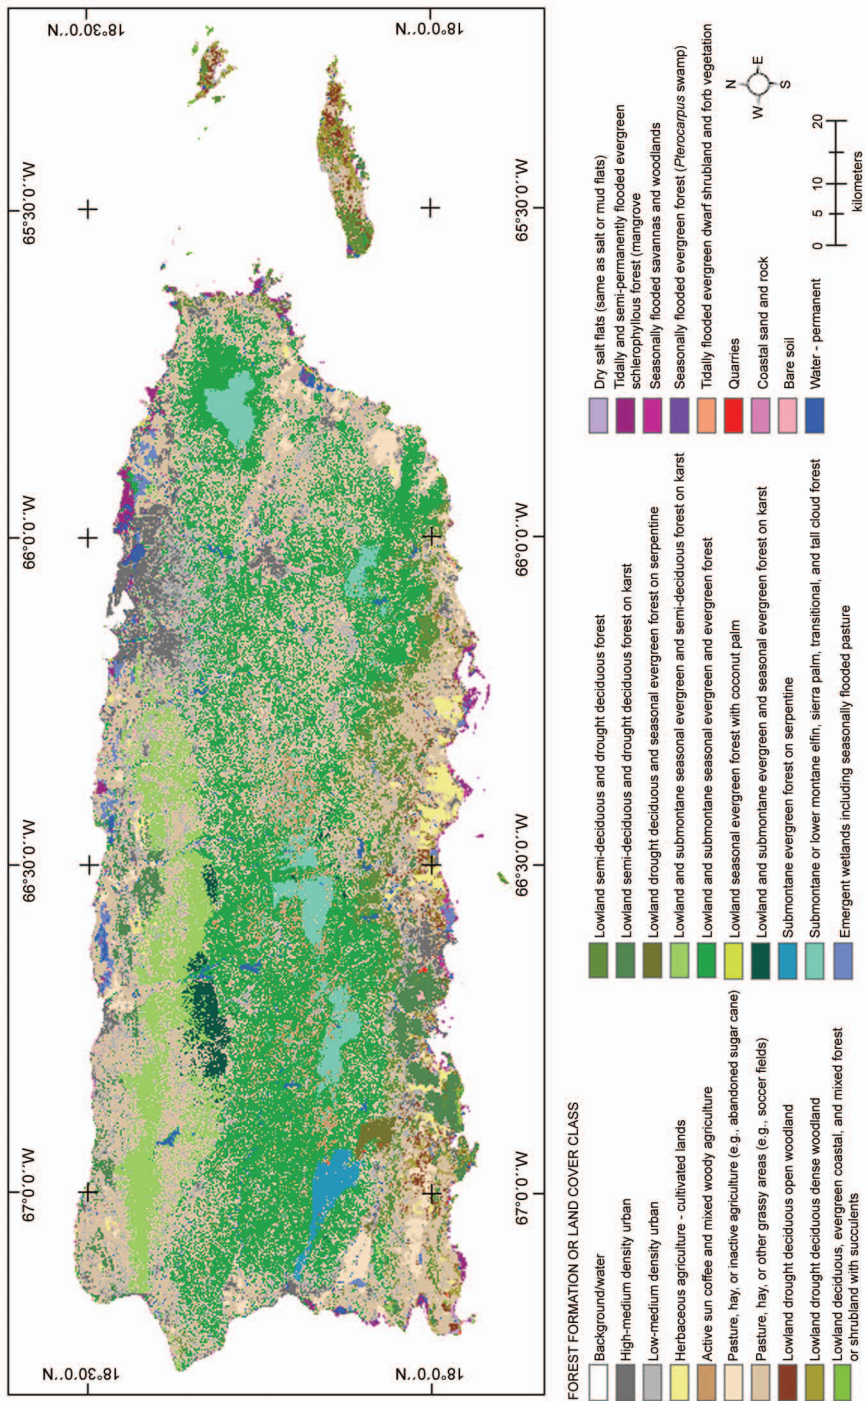 67°0'0"W
66°30'0"W
66°0'0"W
65°30'0"W
18°30'0"N
18°30'0"N
18°0'0"N
18°0'0"N
67°0'0"W
66°30'0"W
66°0'0"W
65°30'0"W
FOREST FORMATION OR LAND COVER CLASS
Background/water
High-medium density urban
Low-medium density urban
Herbaceous agriculture - cultivated lands
Active sun coffee and mixed woody agriculture
Pasture, hay, or inactive agriculture (e.g., abandoned sugar cane)
Pasture, hay, or other grassy areas (e.g., soccer fields)
Lowland drought deciduous open woodland
Lowland drought deciduous dense woodland
Lowland deciduous, evergreen coastal, and mixed forest
or shrubland with succulents
Lowland semi-deciduous and drought deciduous forest
Lowland semi-deciduous and drought deciduous forest on karst
Lowland drought deciduous and seasonal evergreen forest on serpentine
Lowland and submontane seasonal evergreen and semi-deciduous forest on karst
Lowland and submontane seasonal evergreen and evergreen forest
Lowland seasonal evergreen forest with coconut palm
Lowland and submontane evergreen and seasonal evergreen forest on karst
Submontane evergreen forest on serpentine
Submontane or lower montane elfin, sierra palm, transitional, and tall cloud forest
Emergent wetlands including seasonally flooded pasture
Dry salt flats (same as salt or mud flats)
Tidally and semi-permanently flooded evergreen
schlerophyllous forest (mangrove)
Seasonally flooded savannas and woodlands
Seasonally flooded evergreen forest (Pterocarpus swamp)
Tidally flooded evergreen dwarf shrubland and forb vegetation
Quarries
Coastal sand and rock
Bare soil
Water - permanent
N
W
E
S
0 5 10 20
kilometers